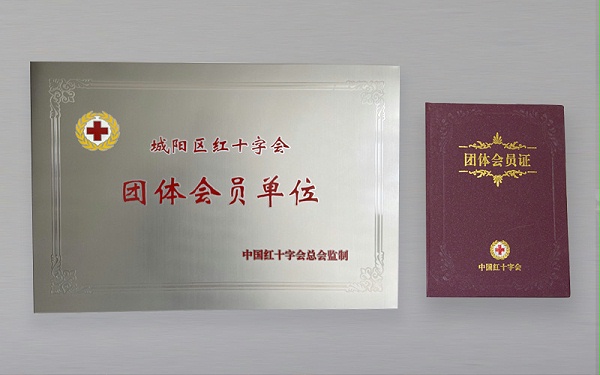 城阳区红十字会
团体会员单位
中国红十字会总会监制
团体会员证
中国红十字会